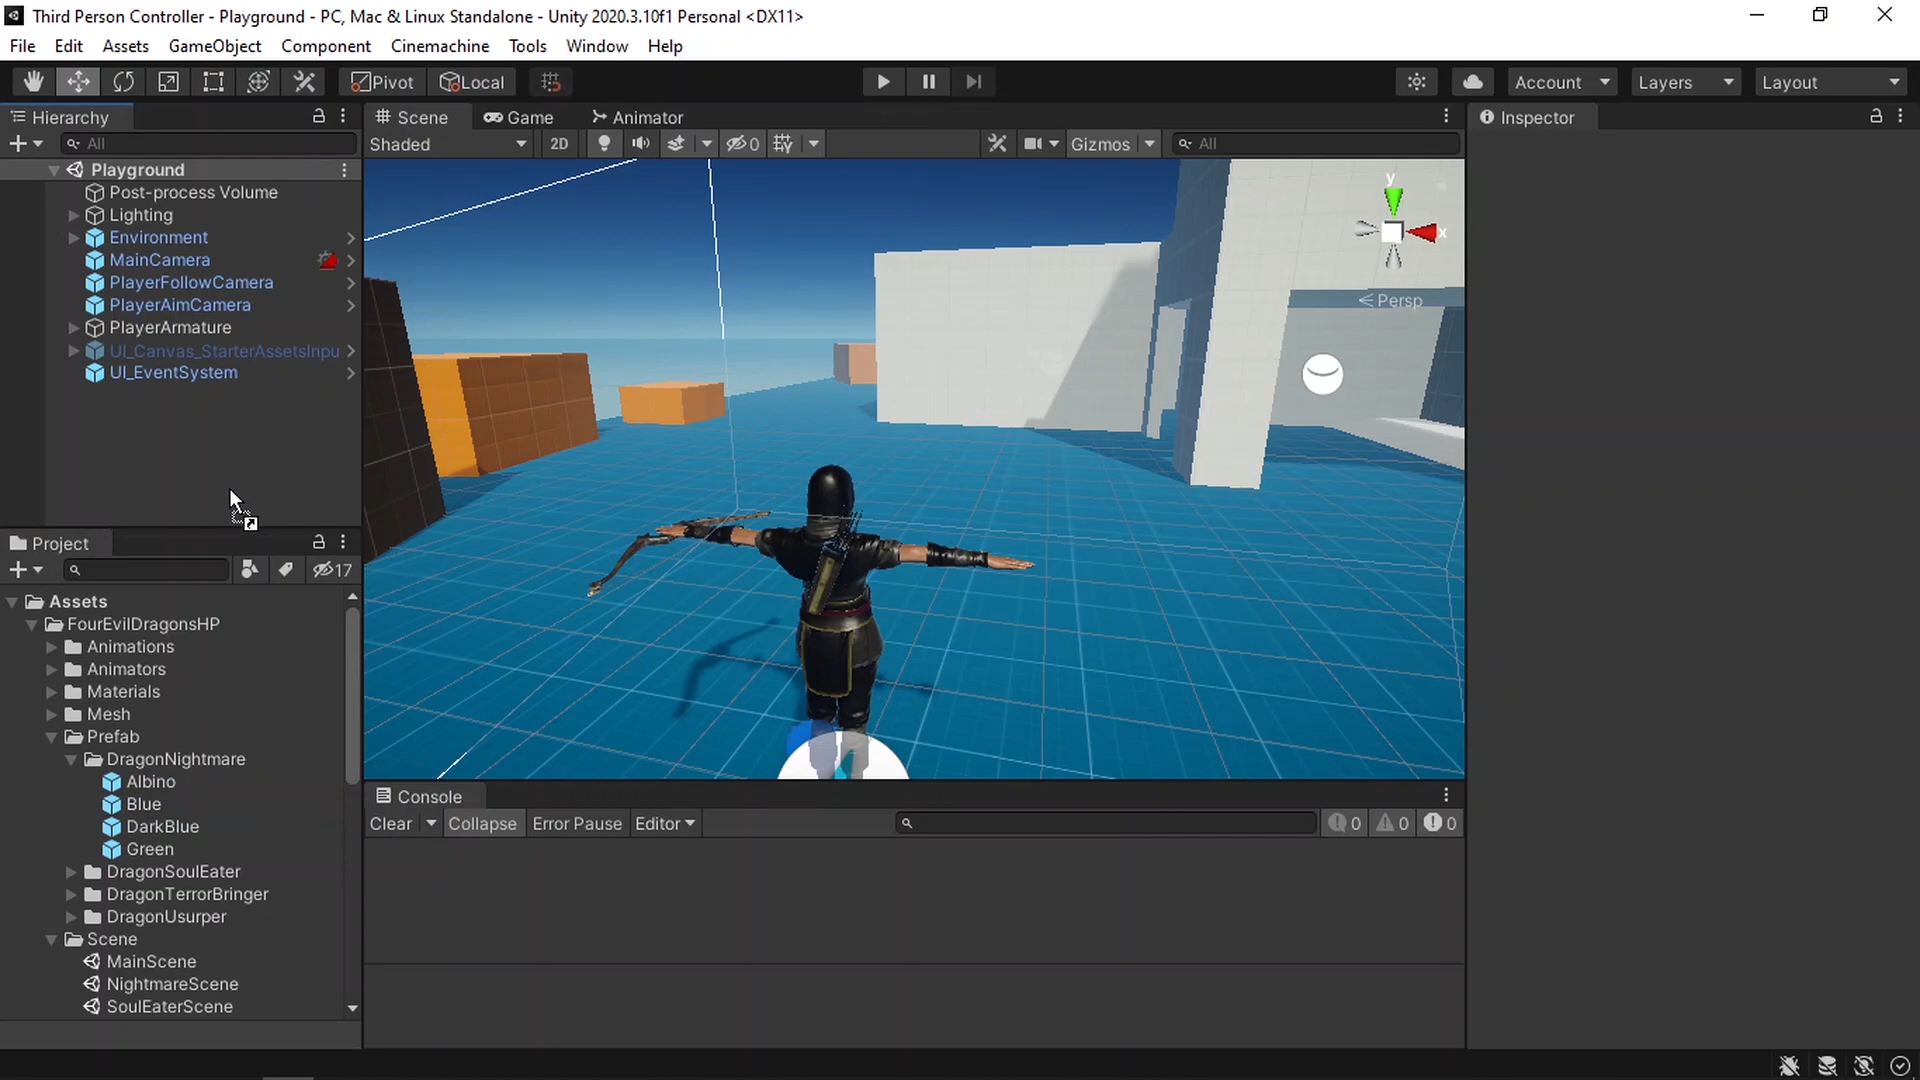 Third Person Controller - Playground - PC, Mac & Linux Standalone - Unity 2020.3.10f1 Personal <DX11>
File Edit Assets GameObject Component Cinemachine Tools Window Help
Pivot Local Account Layers Layout
Hierarchy
All
Playground
Post-process Volume
Lighting
Environment
MainCamera
PlayerFollowCamera
PlayerAimCamera
PlayerArmature
UI_Canvas_StarterAssetsInpu
UI_EventSystem
Scene Game Animator
Shaded 2D 0 Gizmos All
y
x
Persp
Inspector
Project
17
Assets
FourEvilDragonsHP
Animations
Animators
Materials
Mesh
Prefab
DragonNightmare
Albino
Blue
DarkBlue
Green
DragonSoulEater
DragonTerrorBringer
DragonUsurper
Scene
MainScene
NightmareScene
SoulEaterScene
Console
Clear Collapse Error Pause Editor 0 0 0